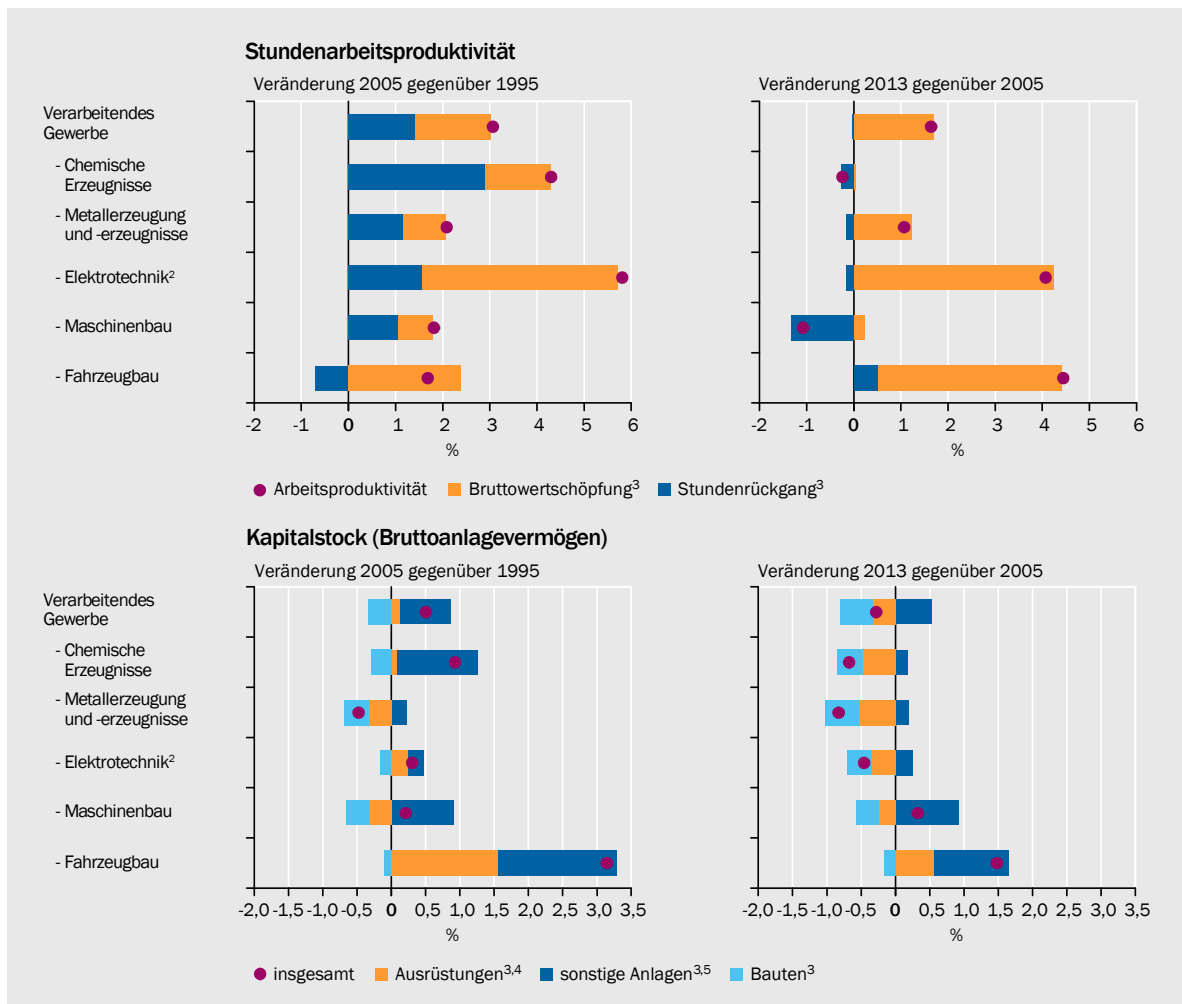 Stundenarbeitsproduktivität
Veränderung 2005 gegenüber 1995
Veränderung 2013 gegenüber 2005
Verarbeitendes
Gewerbe
- Chemische
Erzeugnisse
- Metallerzeugung
und -erzeugnisse
- Elektrotechnik²
- Maschinenbau
- Fahrzeugbau
-2 -1 0 1 2 3 4 5 6
%
-2 -1 0 1 2 3 4 5 6
%
Arbeitsproduktivität Bruttowertschöpfung³ Stundenrückgang³
Kapitalstock (Bruttoanlagevermögen)
Veränderung 2005 gegenüber 1995
Veränderung 2013 gegenüber 2005
Verarbeitendes
Gewerbe
- Chemische
Erzeugnisse
- Metallerzeugung
und -erzeugnisse
- Elektrotechnik²
- Maschinenbau
- Fahrzeugbau
-2,0 -1,5 -1,0 -0,5 0 0,5 1,0 1,5 2,0 2,5 3,0 3,5
%
-2,0 -1,5 -1,0 -0,5 0 0,5 1,0 1,5 2,0 2,5 3,0 3,5
%
insgesamt Ausrüstungen³,⁴ sonstige Anlagen³,⁵ Bauten³